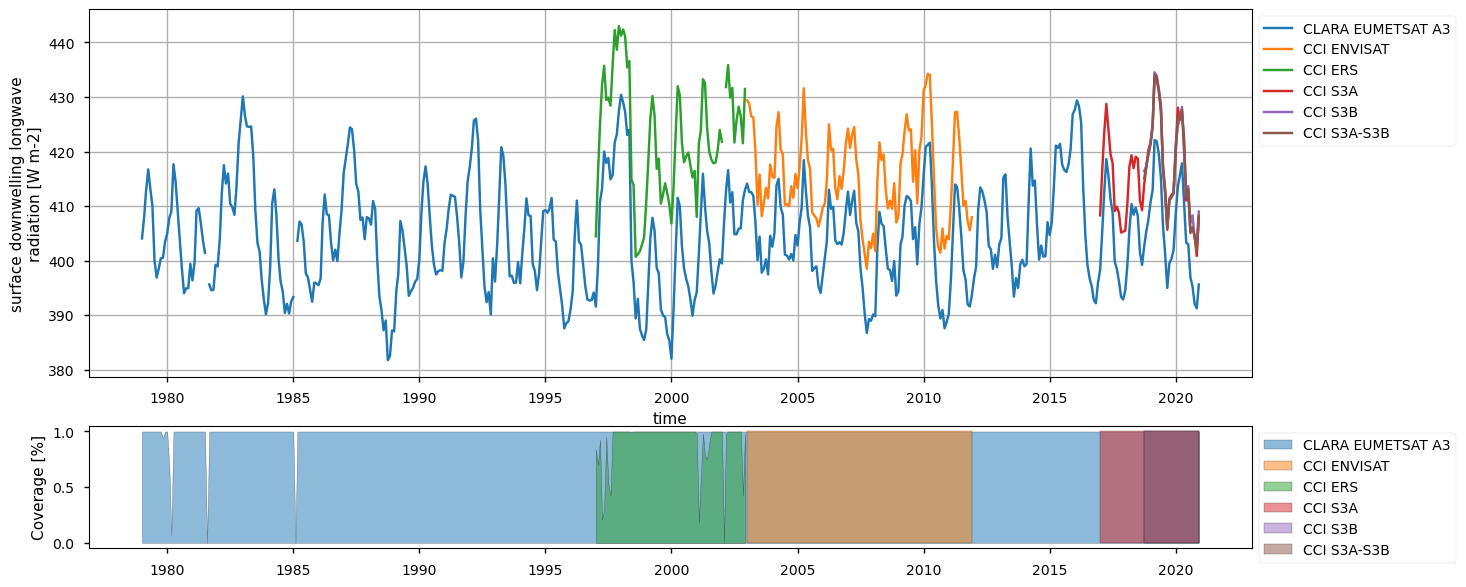 surface downwelling longwave
radiation [W m-2]
440
430
420
410
400
390
380
1980
1985
1990
1995
2000
2005
2010
2015
2020
time
CLARA EUMETSAT A3
CCI ENVISAT
CCI ERS
CCI S3A
CCI S3B
CCI S3A-S3B
Coverage [%]
1.0
0.5
0.0
1980
1985
1990
1995
2000
2005
2010
2015
2020
CLARA EUMETSAT A3
CCI ENVISAT
CCI ERS
CCI S3A
CCI S3B
CCI S3A-S3B